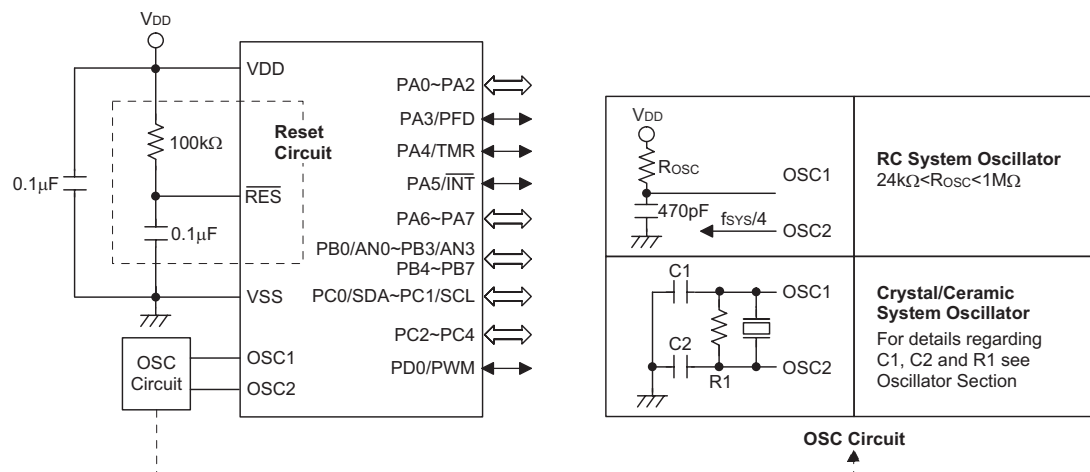 VDD
VDD
Reset
Circuit
100kΩ
0.1µF
RES
0.1µF
VSS
OSC
Circuit
OSC1
OSC2
PA0~PA2
PA3/PFD
PA4/TMR
PA5/INT
PA6~PA7
PB0/AN0~PB3/AN3
PB4~PB7
PC0/SDA~PC1/SCL
PC2~PC4
PD0/PWM
VDD
ROSC
OSC1
470pF
fSYS/4
OSC2
RC System Oscillator
24kΩ<ROSC<1MΩ
C1
OSC1
C2
R1
OSC2
Crystal/Ceramic
System Oscillator
For details regarding
C1, C2 and R1 see
Oscillator Section
OSC Circuit